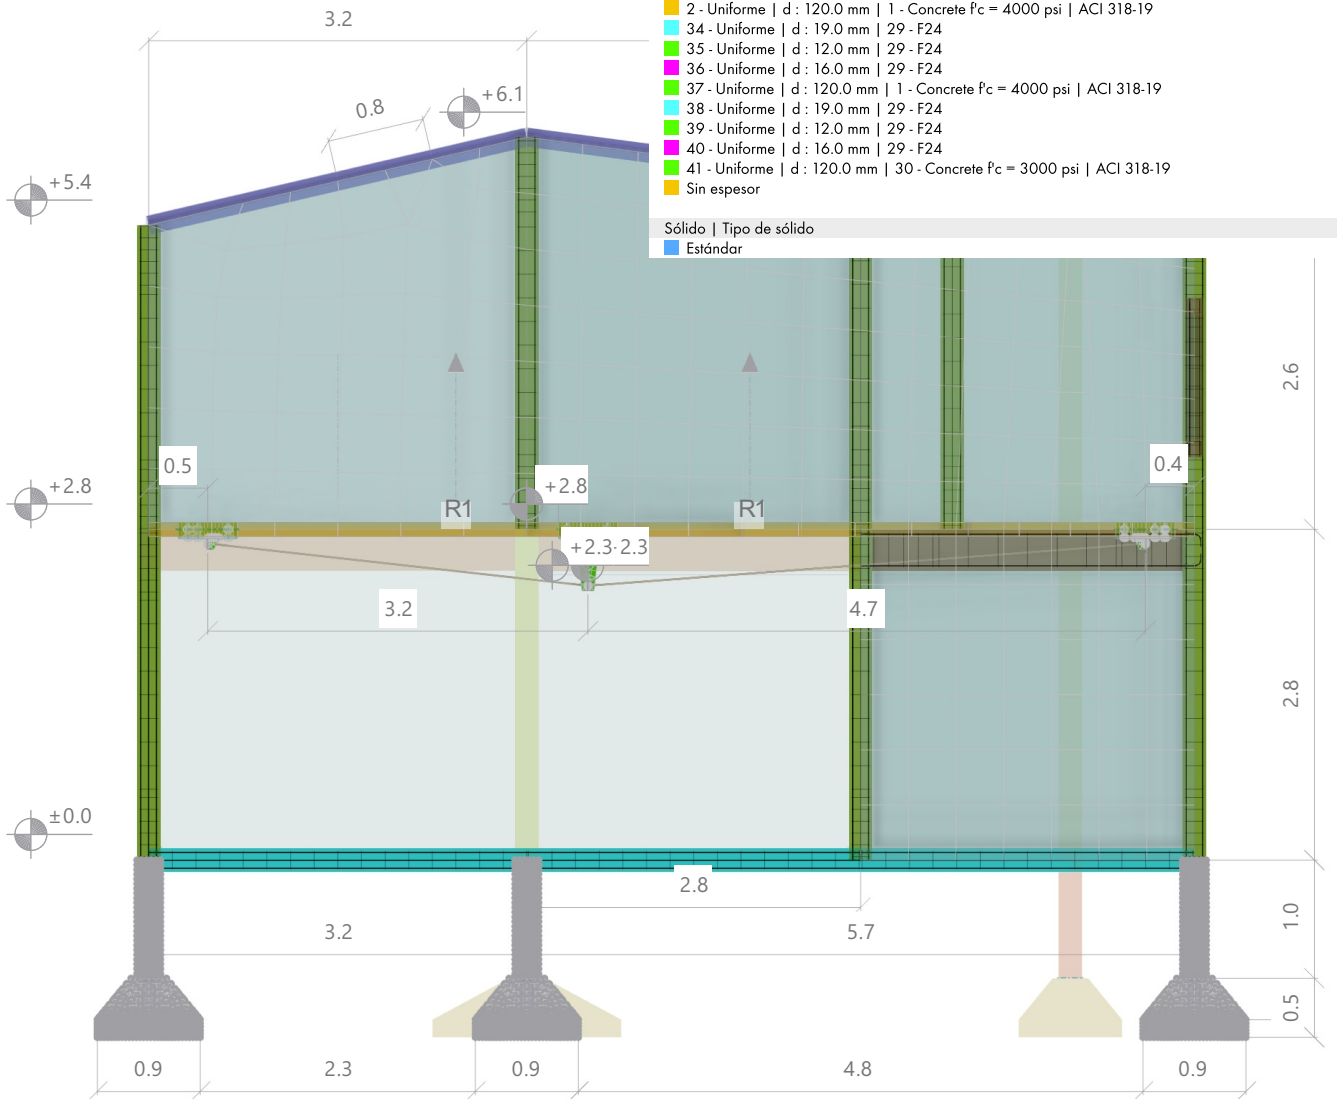 3.2
2 - Uniforme | d : 120.0 mm | 1 - Concrete f'c = 4000 psi | ACI 318-19
34 - Uniforme | d : 19.0 mm | 29 - F24
35 - Uniforme | d : 12.0 mm | 29 - F24
36 - Uniforme | d : 16.0 mm | 29 - F24
37 - Uniforme | d : 120.0 mm | 1 - Concrete f'c = 4000 psi | ACI 318-19
38 - Uniforme | d : 19.0 mm | 29 - F24
39 - Uniforme | d : 12.0 mm | 29 - F24
40 - Uniforme | d : 16.0 mm | 29 - F24
41 - Uniforme | d : 120.0 mm | 30 - Concrete f'c = 3000 psi | ACI 318-19
Sin espesor
Sólido | Tipo de sólido
Estándar
0.8
+6.1
+5.4
2.6
0.5
0.4
+2.8
+2.8
R1
R1
+2.3
2.3
3.2
4.7
2.8
±0.0
2.8
3.2
5.7
1.0
0.5
0.9
2.3
0.9
4.8
0.9